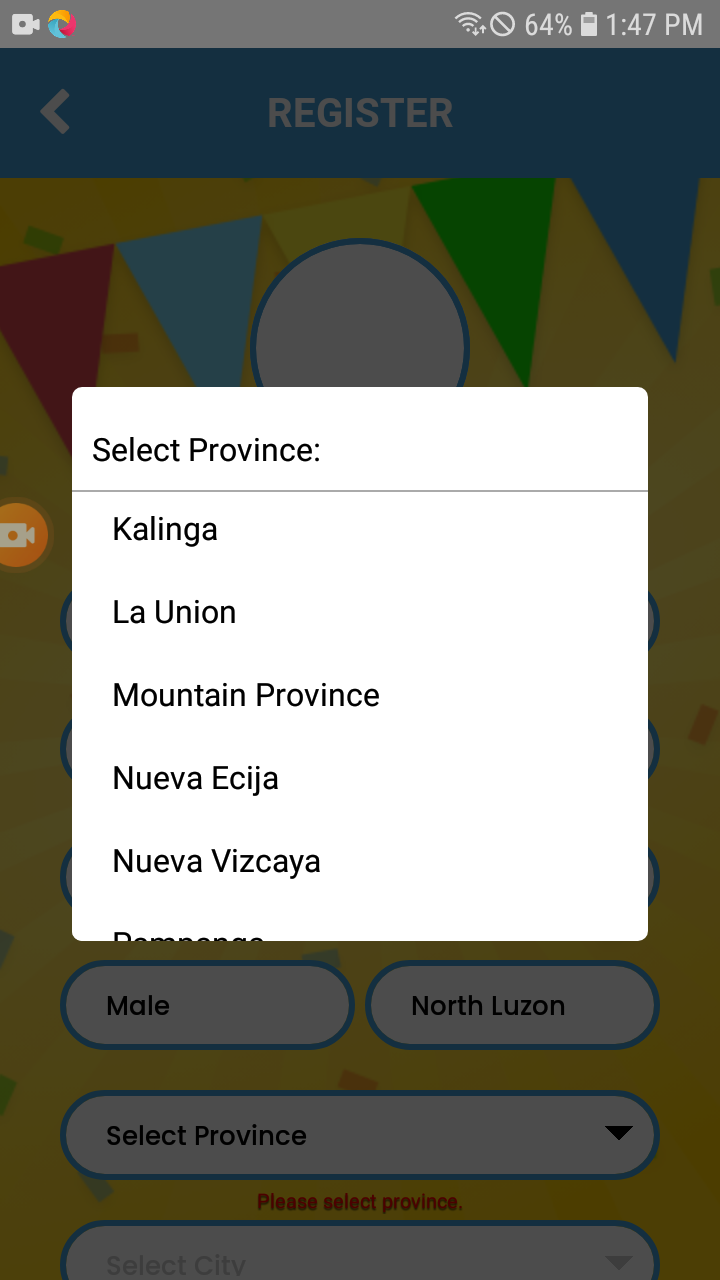 64% 1:47 PM
REGISTER
Select Province:
Kalinga
La Union
Mountain Province
Nueva Ecija
Nueva Vizcaya
Pampanga
Male North Luzon
Select Province
Please select province.
Select City